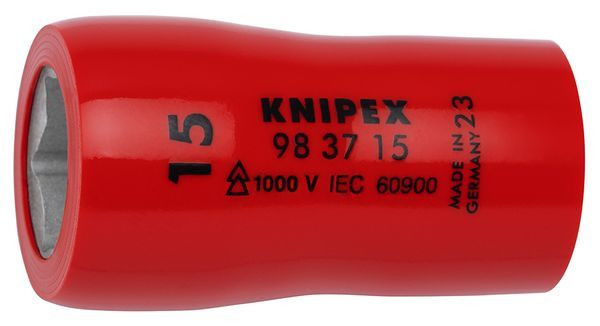 15
KNIPEX
98 37 15
1000 V IEC 60900
MADE IN
GERMANY
23